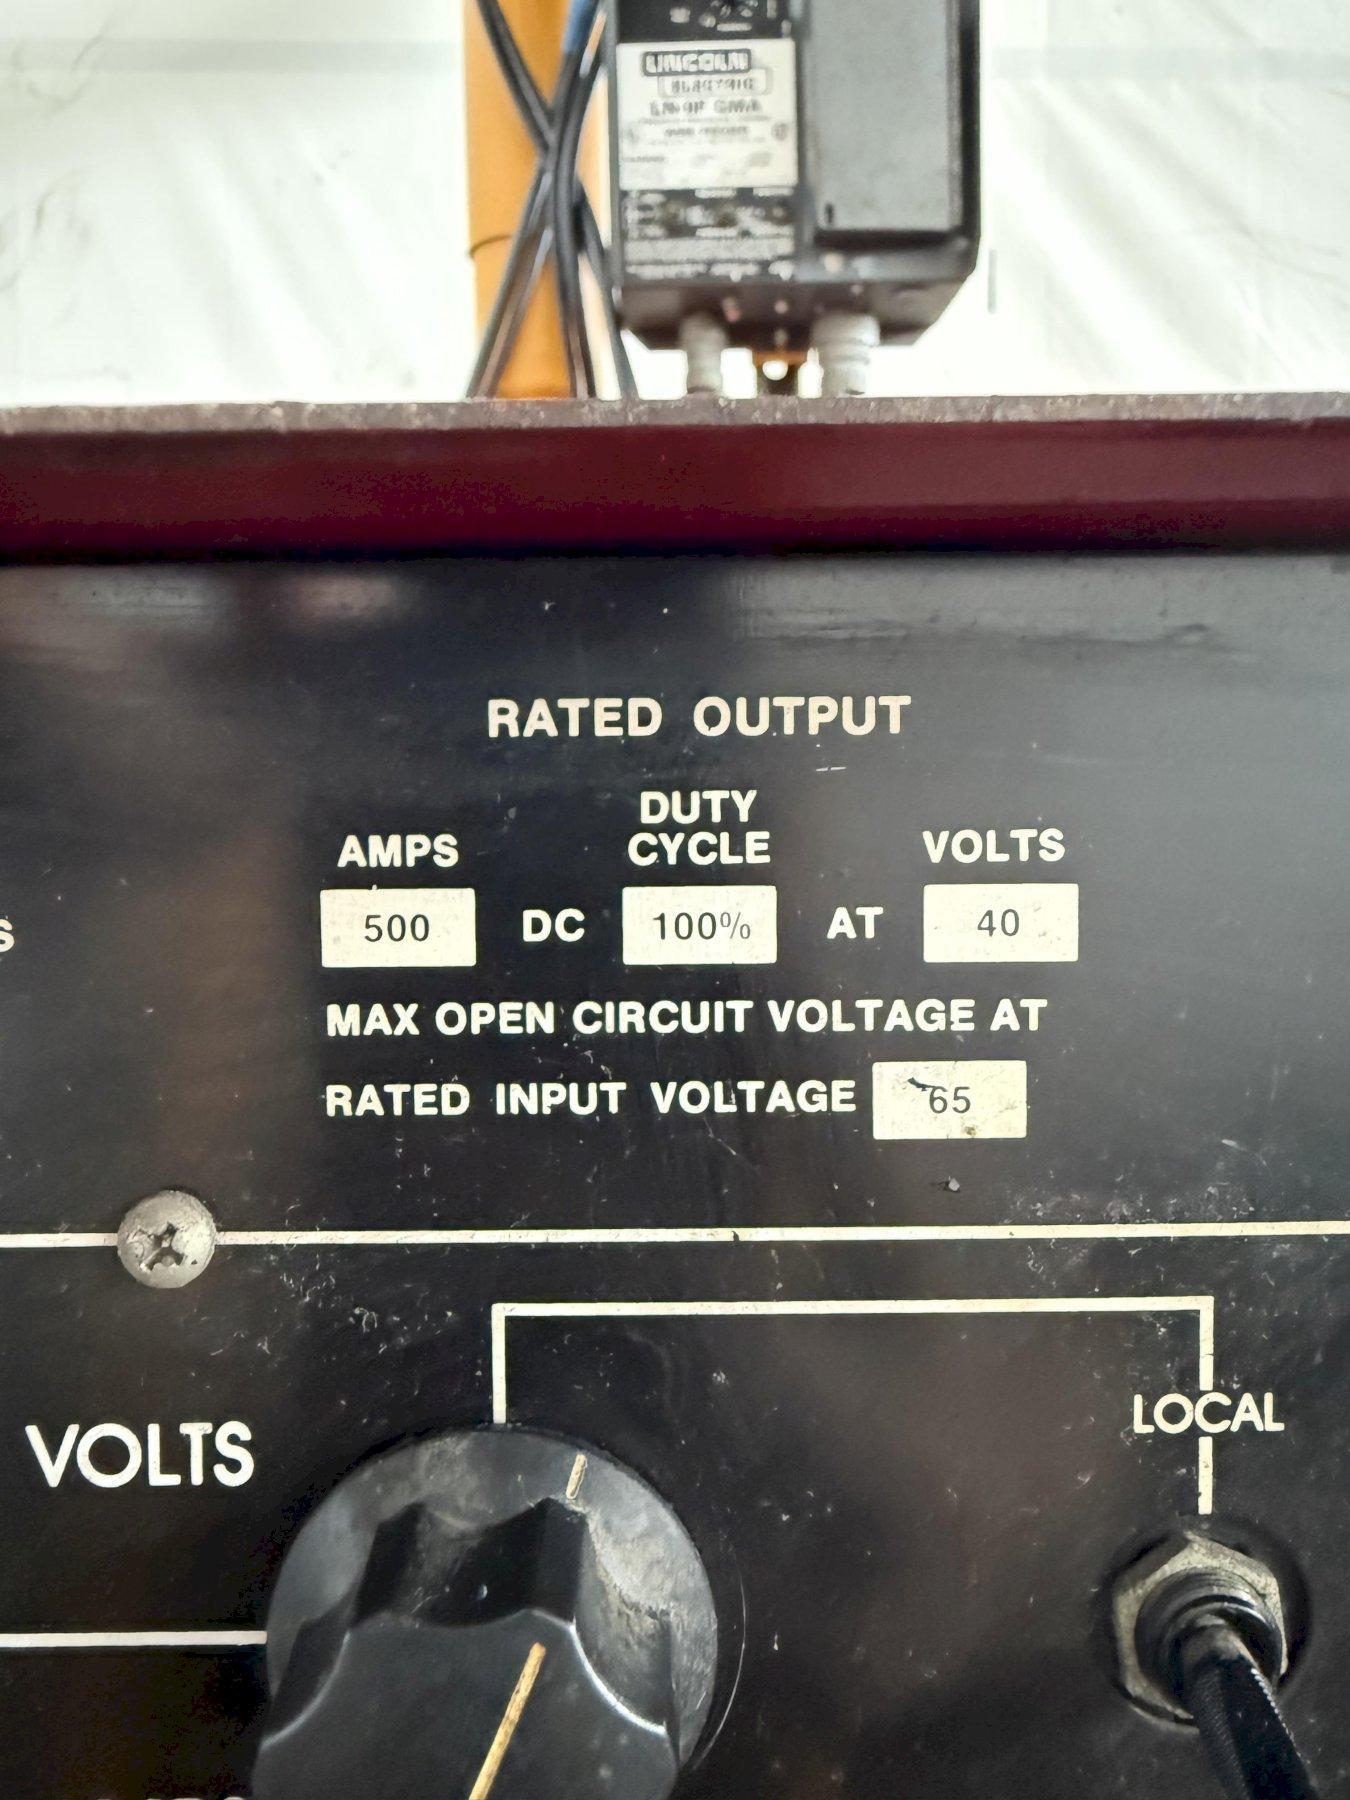 LINCOLN
ELECTRIC
RATED OUTPUT
DUTY
CYCLE
AMPS
VOLTS
500 DC 100% AT 40
MAX OPEN CIRCUIT VOLTAGE AT
RATED INPUT VOLTAGE 65
LOCAL
VOLTS